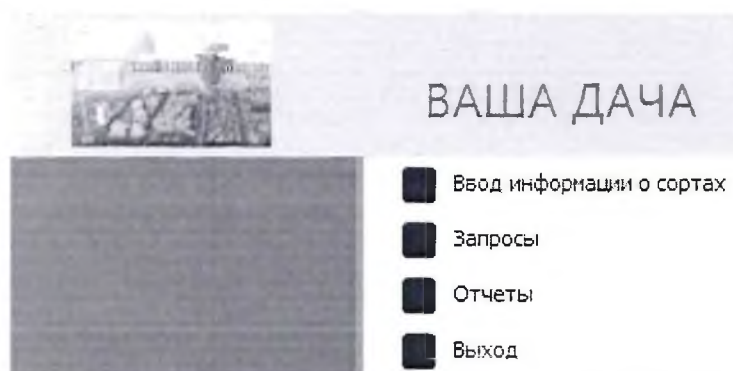 ВАША ДАЧА
Ввод информации о сортах
Запросы
Отчеты
Выход